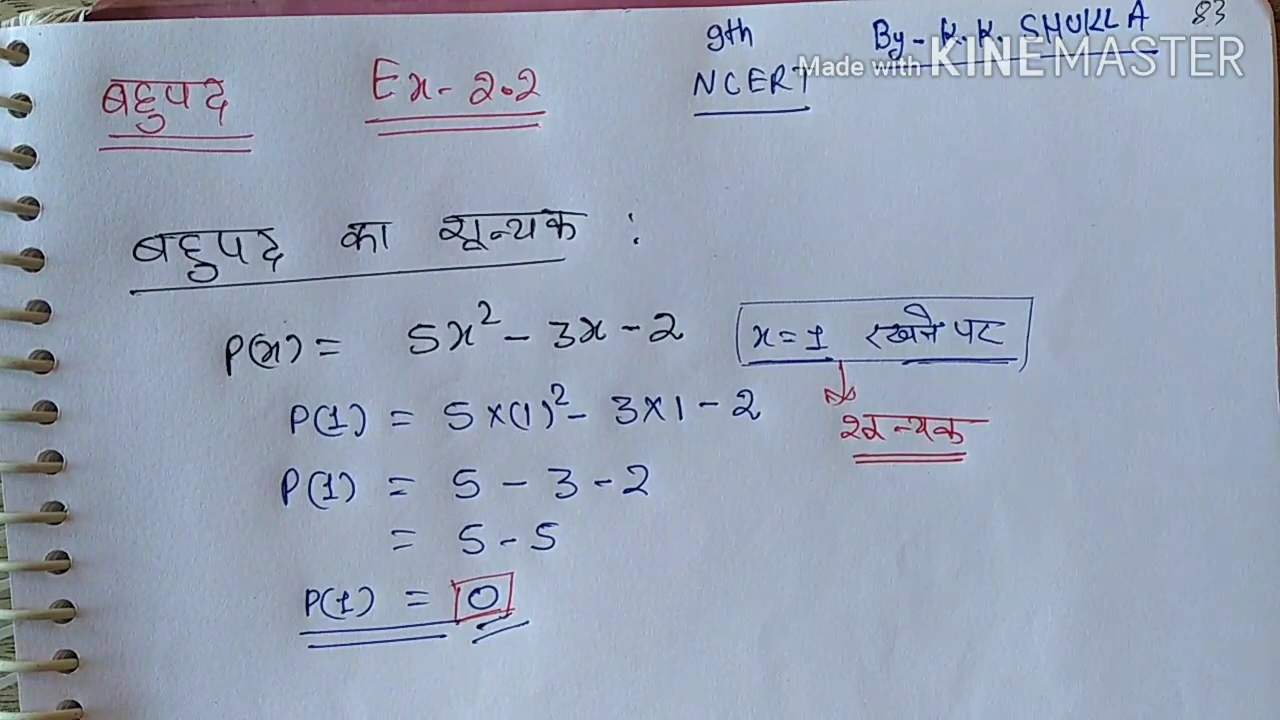 9th By - K. K. SHUKLA 83
Made with KINEMASTER
बहुपद Ex - 2.2 NCERT
बहुपद का शून्यक :
P(x) = 5x² - 3x - 2 x = 1 रखने पर
P(1) = 5×(1)² - 3×1 - 2 शून्यक
P(1) = 5 - 3 - 2
= 5 - 5
P(1) = 0